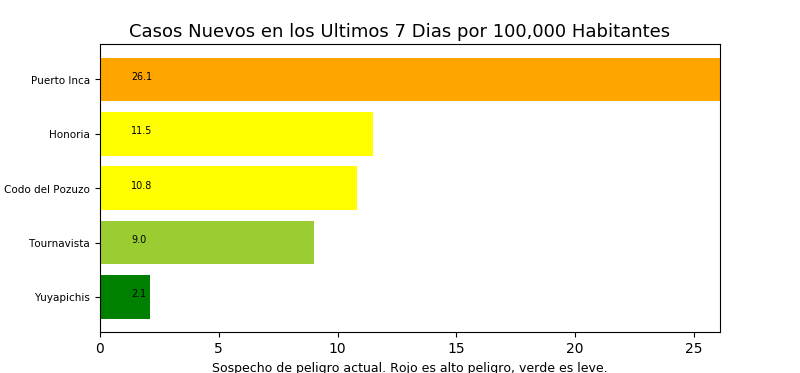 Casos Nuevos en los Ultimos 7 Dias por 100,000 Habitantes
Puerto Inca 26.1
Honoria 11.5
Codo del Pozuzo 10.8
Tournavista 9.0
Yuyapichis 2.1
0 5 10 15 20 25
Sospecho de peligro actual. Rojo es alto peligro, verde es leve.